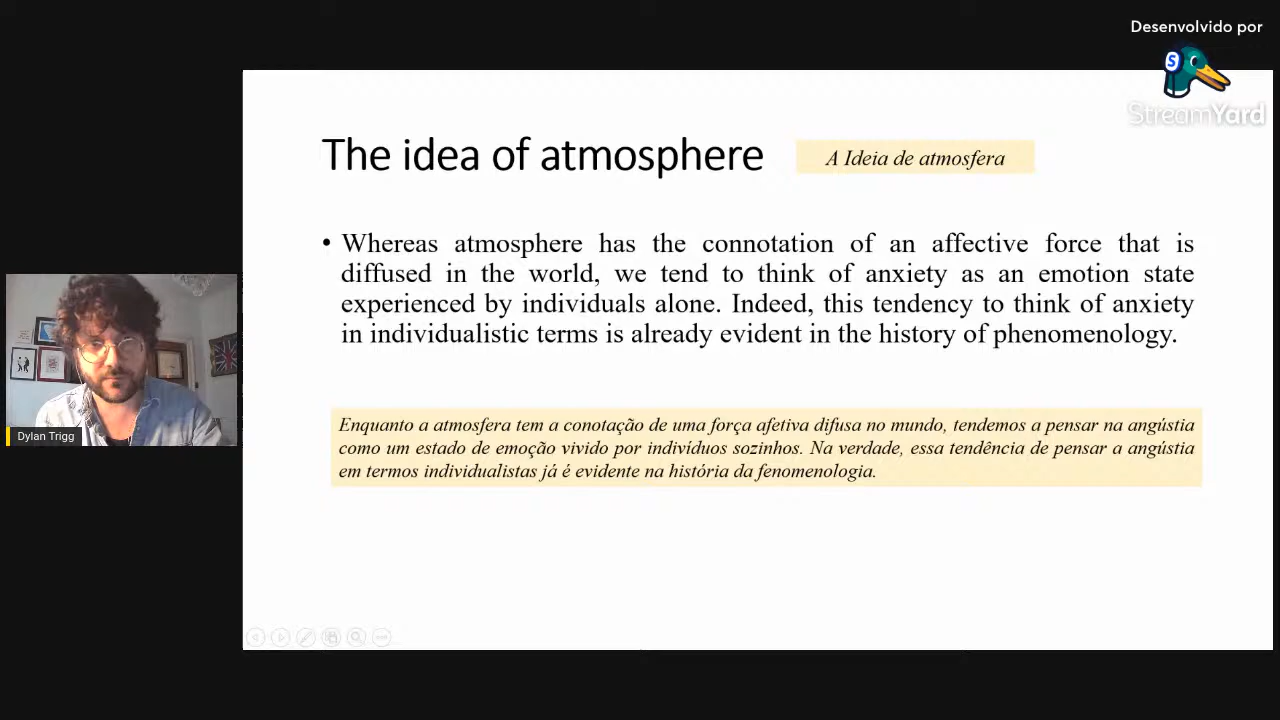 Desenvolvido por
S
StreamYard
The idea of atmosphere
A Ideia de atmosfera
• Whereas atmosphere has the connotation of an affective force that is
diffused in the world, we tend to think of anxiety as an emotion state
experienced by individuals alone. Indeed, this tendency to think of anxiety
in individualistic terms is already evident in the history of phenomenology.
Enquanto a atmosfera tem a conotação de uma força afetiva difusa no mundo, tendemos a pensar na angústia
como um estado de emoção vivido por indivíduos sozinhos. Na verdade, essa tendência de pensar a angústia
em termos individualistas já é evidente na história da fenomenologia.
Dylan Trigg